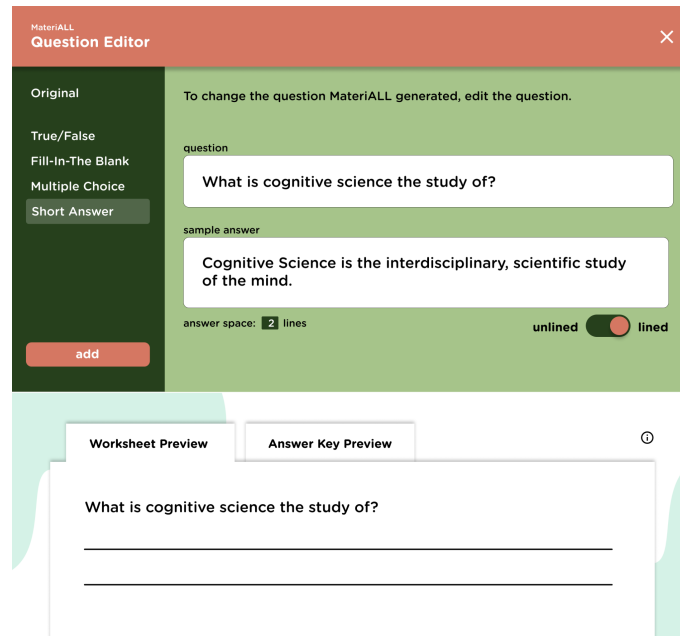 MateriALL
Question Editor
Original
True/False
Fill-In-The Blank
Multiple Choice
Short Answer
add
To change the question MateriALL generated, edit the question.
question
What is cognitive science the study of?
sample answer
Cognitive Science is the interdisciplinary, scientific study
of the mind.
answer space: 2 lines
unlined lined
Worksheet Preview
Answer Key Preview
What is cognitive science the study of?